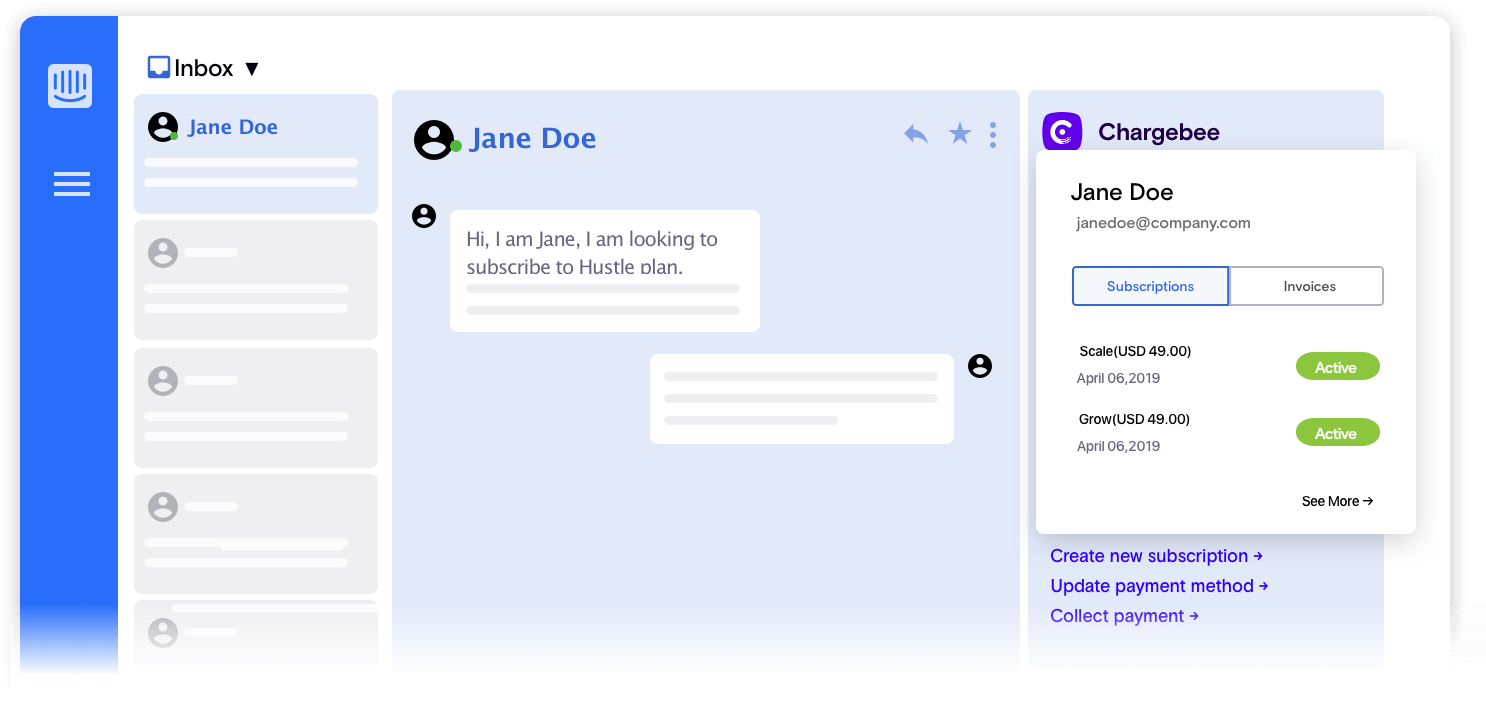 Inbox ▼
Jane Doe
Jane Doe
Hi, I am Jane, I am looking to
subscribe to Hustle plan.
Chargebee
Jane Doe
janedoe@company.com
Subscriptions
Invoices
Scale(USD 49.00)
April 06,2019
Active
Grow(USD 49.00)
April 06,2019
Active
See More →
Create new subscription →
Update payment method →
Collect payment →